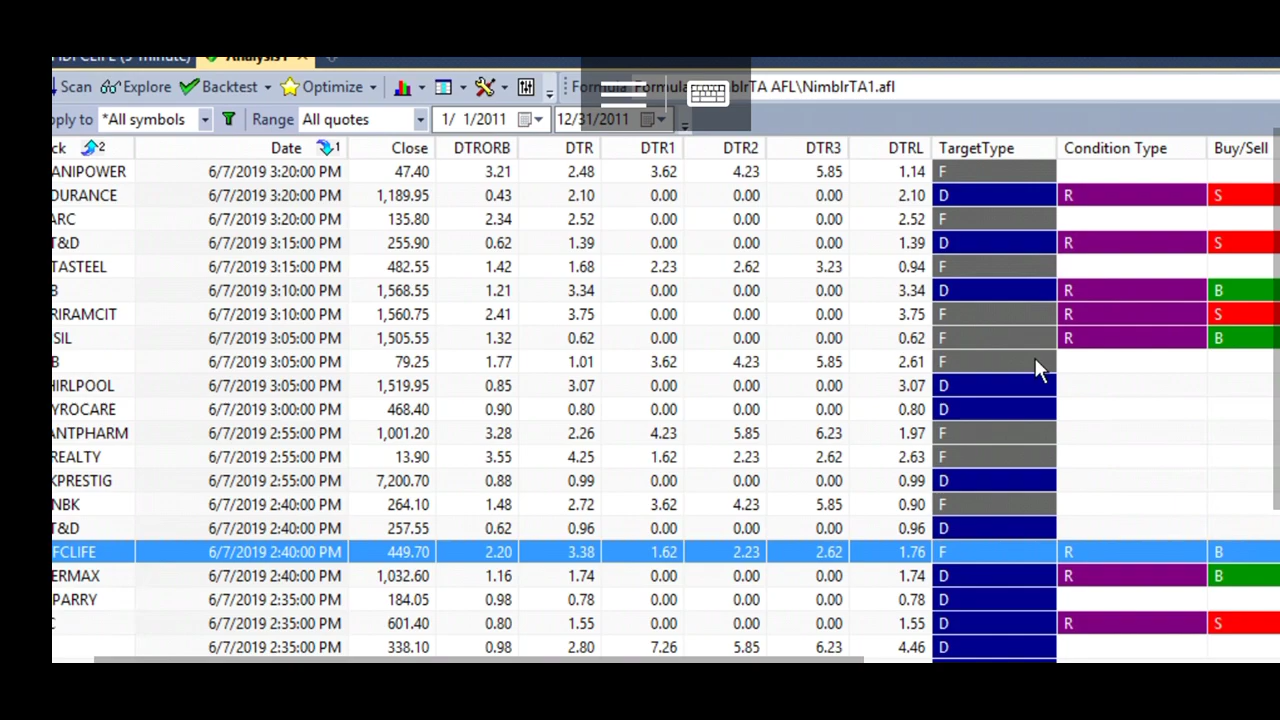 Analysis1
Scan Explore Backtest Optimize Formula Formula blrTA AFL\NimblrTA1.afl
pply to *All symbols Range All quotes 1/ 1/2011 12/31/2011
ck 2 Date 1 Close DTRORB DTR DTR1 DTR2 DTR3 DTRL TargetType Condition Type Buy/Sell
ANIPOWER 6/7/2019 3:20:00 PM 47.40 3.21 2.48 3.62 4.23 5.85 1.14 F
DURANCE 6/7/2019 3:20:00 PM 1,189.95 0.43 2.10 0.00 0.00 0.00 2.10 D R S
ARC 6/7/2019 3:20:00 PM 135.80 2.34 2.52 0.00 0.00 0.00 2.52 F
T&D 6/7/2019 3:15:00 PM 255.90 0.62 1.39 0.00 0.00 0.00 1.39 D R S
TASTEEL 6/7/2019 3:15:00 PM 482.55 1.42 1.68 2.23 2.62 3.23 0.94 F
B 6/7/2019 3:10:00 PM 1,568.55 1.21 3.34 0.00 0.00 0.00 3.34 D R B
RIRAMCIT 6/7/2019 3:10:00 PM 1,560.75 2.41 3.75 0.00 0.00 0.00 3.75 F R S
SIL 6/7/2019 3:05:00 PM 1,505.55 1.32 0.62 0.00 0.00 0.00 0.62 F R B
B 6/7/2019 3:05:00 PM 79.25 1.77 1.01 3.62 4.23 5.85 2.61 F
HIRLPOOL 6/7/2019 3:05:00 PM 1,519.95 0.85 3.07 0.00 0.00 0.00 3.07 D
YROCARE 6/7/2019 3:00:00 PM 468.40 0.90 0.80 0.00 0.00 0.00 0.80 D
ANTPHARM 6/7/2019 2:55:00 PM 1,001.20 3.28 2.26 4.23 5.85 6.23 1.97 F
REALTY 6/7/2019 2:55:00 PM 13.90 3.55 4.25 1.62 2.23 2.62 2.63 F
KPRESTIG 6/7/2019 2:55:00 PM 7,200.70 0.88 0.99 0.00 0.00 0.00 0.99 D
NBK 6/7/2019 2:40:00 PM 264.10 1.48 2.72 3.62 4.23 5.85 0.90 F
T&D 6/7/2019 2:40:00 PM 257.55 0.62 0.96 0.00 0.00 0.00 0.96 D
FCLIFE 6/7/2019 2:40:00 PM 449.70 2.20 3.38 1.62 2.23 2.62 1.76 F R B
ERMAX 6/7/2019 2:40:00 PM 1,032.60 1.16 1.74 0.00 0.00 0.00 1.74 D R B
PARRY 6/7/2019 2:35:00 PM 184.05 0.98 0.78 0.00 0.00 0.00 0.78 D
6/7/2019 2:35:00 PM 601.40 0.80 1.55 0.00 0.00 0.00 1.55 D R S
6/7/2019 2:35:00 PM 338.10 0.98 2.80 7.26 5.85 6.23 4.46 D